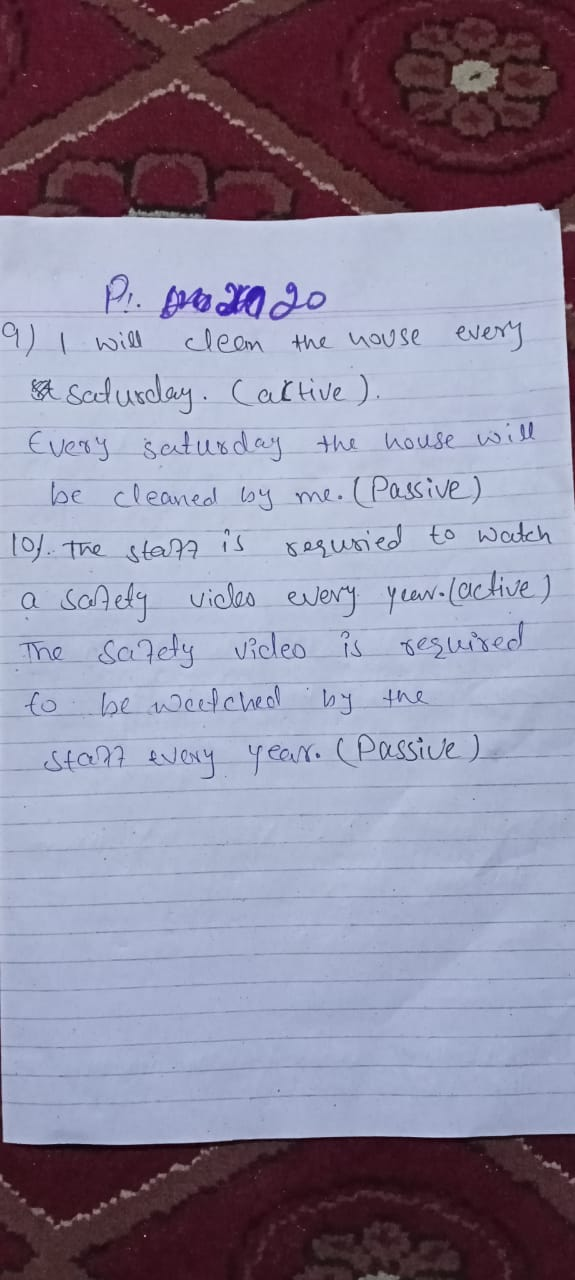 P:. 20
9) I will cleem the house every
saturday. (active).
Every saturday the house will
be cleaned by me. (Passive)
10). The staff is requried to watch
a safety video every year. (active)
The safety video is required
to be watched by the
staff every year. (Passive)